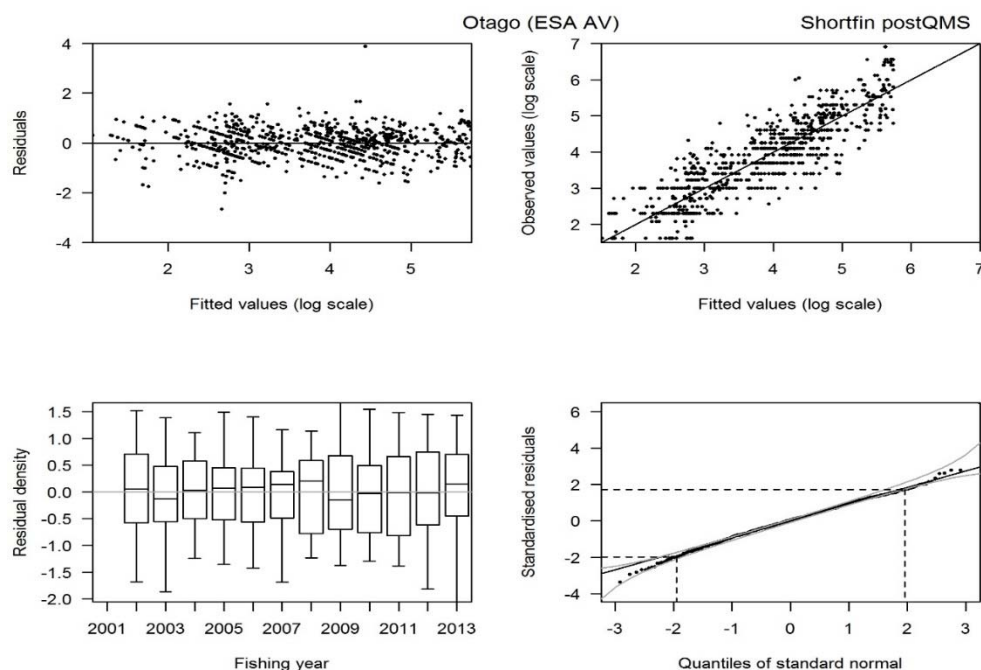 Otago (ESA AV) Shortfin postQMS
4
2
0
-2
-4
Residuals
2 3 4 5
Fitted values (log scale)
7
6
5
4
3
2
Observed values (log scale)
2 3 4 5 6 7
Fitted values (log scale)
1.5
1.0
0.5
0.0
-0.5
-1.0
-1.5
-2.0
Residual density
2001 2003 2005 2007 2009 2011 2013
Fishing year
6
4
2
0
-2
-4
Standardised residuals
-3 -2 -1 0 1 2 3
Quantiles of standard normal